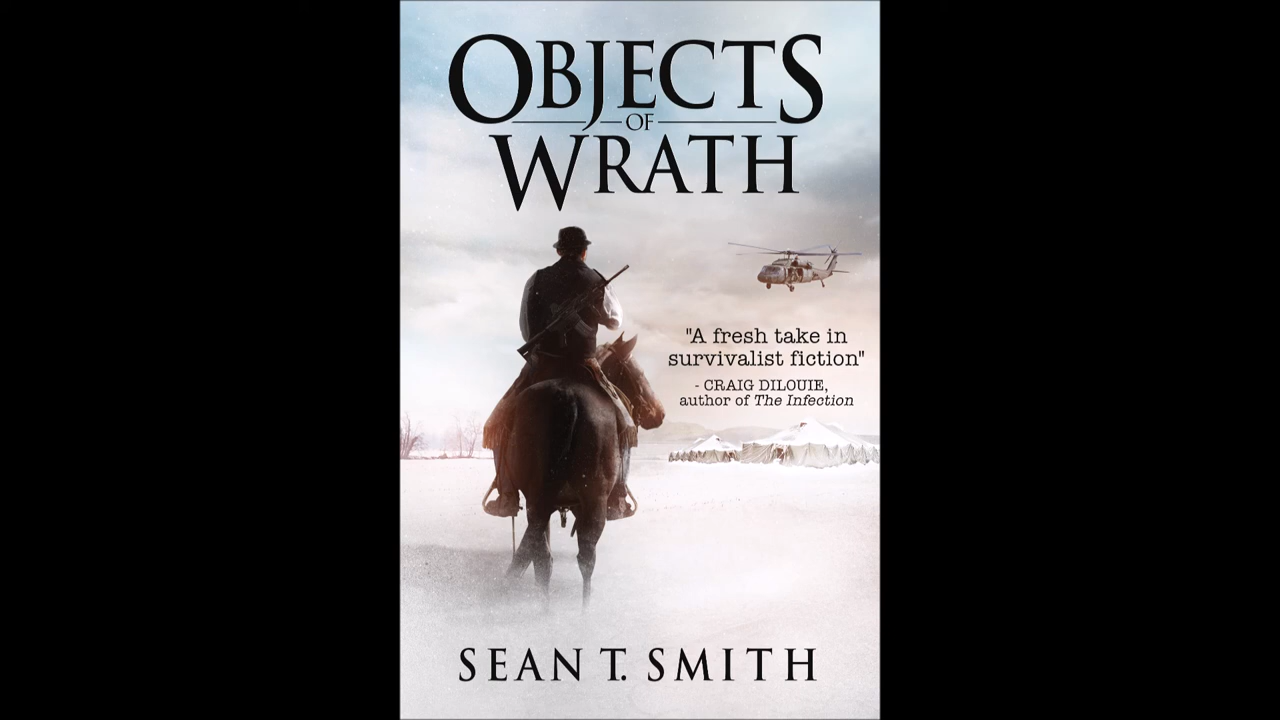 OBJECTS
OF
WRATH
"A fresh take in
survivalist fiction"
- CRAIG DILOUIE,
author of The Infection
SEAN T. SMITH